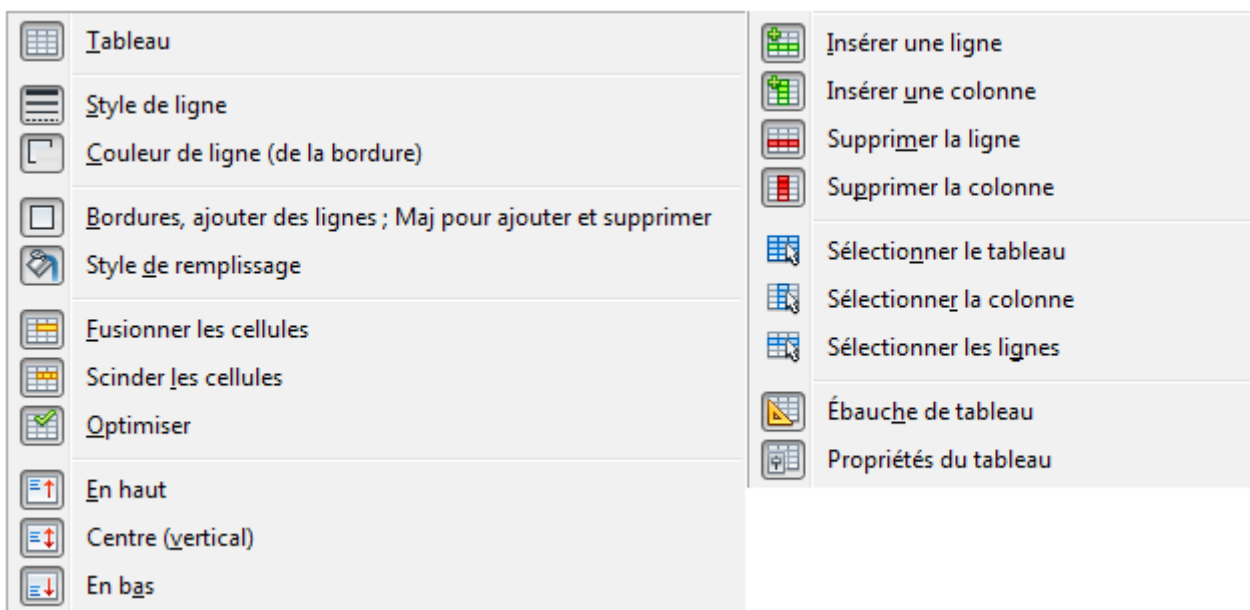 Tableau
Style de ligne
Couleur de ligne (de la bordure)
Bordures, ajouter des lignes ; Maj pour ajouter et supprimer
Style de remplissage
Fusionner les cellules
Scinder les cellules
Optimiser
En haut
Centre (vertical)
En bas
Insérer une ligne
Insérer une colonne
Supprimer la ligne
Supprimer la colonne
Sélectionner le tableau
Sélectionner la colonne
Sélectionner les lignes
Ébauche de tableau
Propriétés du tableau